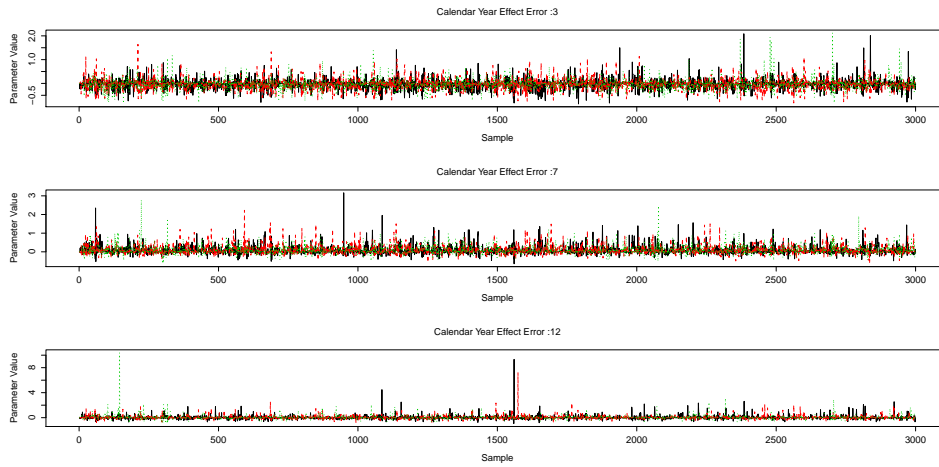 Calendar Year Effect Error :3
Parameter Value
2.0
1.0
−0.5
0 500 1000 1500 2000 2500 3000
Sample
Calendar Year Effect Error :7
Parameter Value
3
2
1
0
0 500 1000 1500 2000 2500 3000
Sample
Calendar Year Effect Error :12
Parameter Value
8
4
0
0 500 1000 1500 2000 2500 3000
Sample